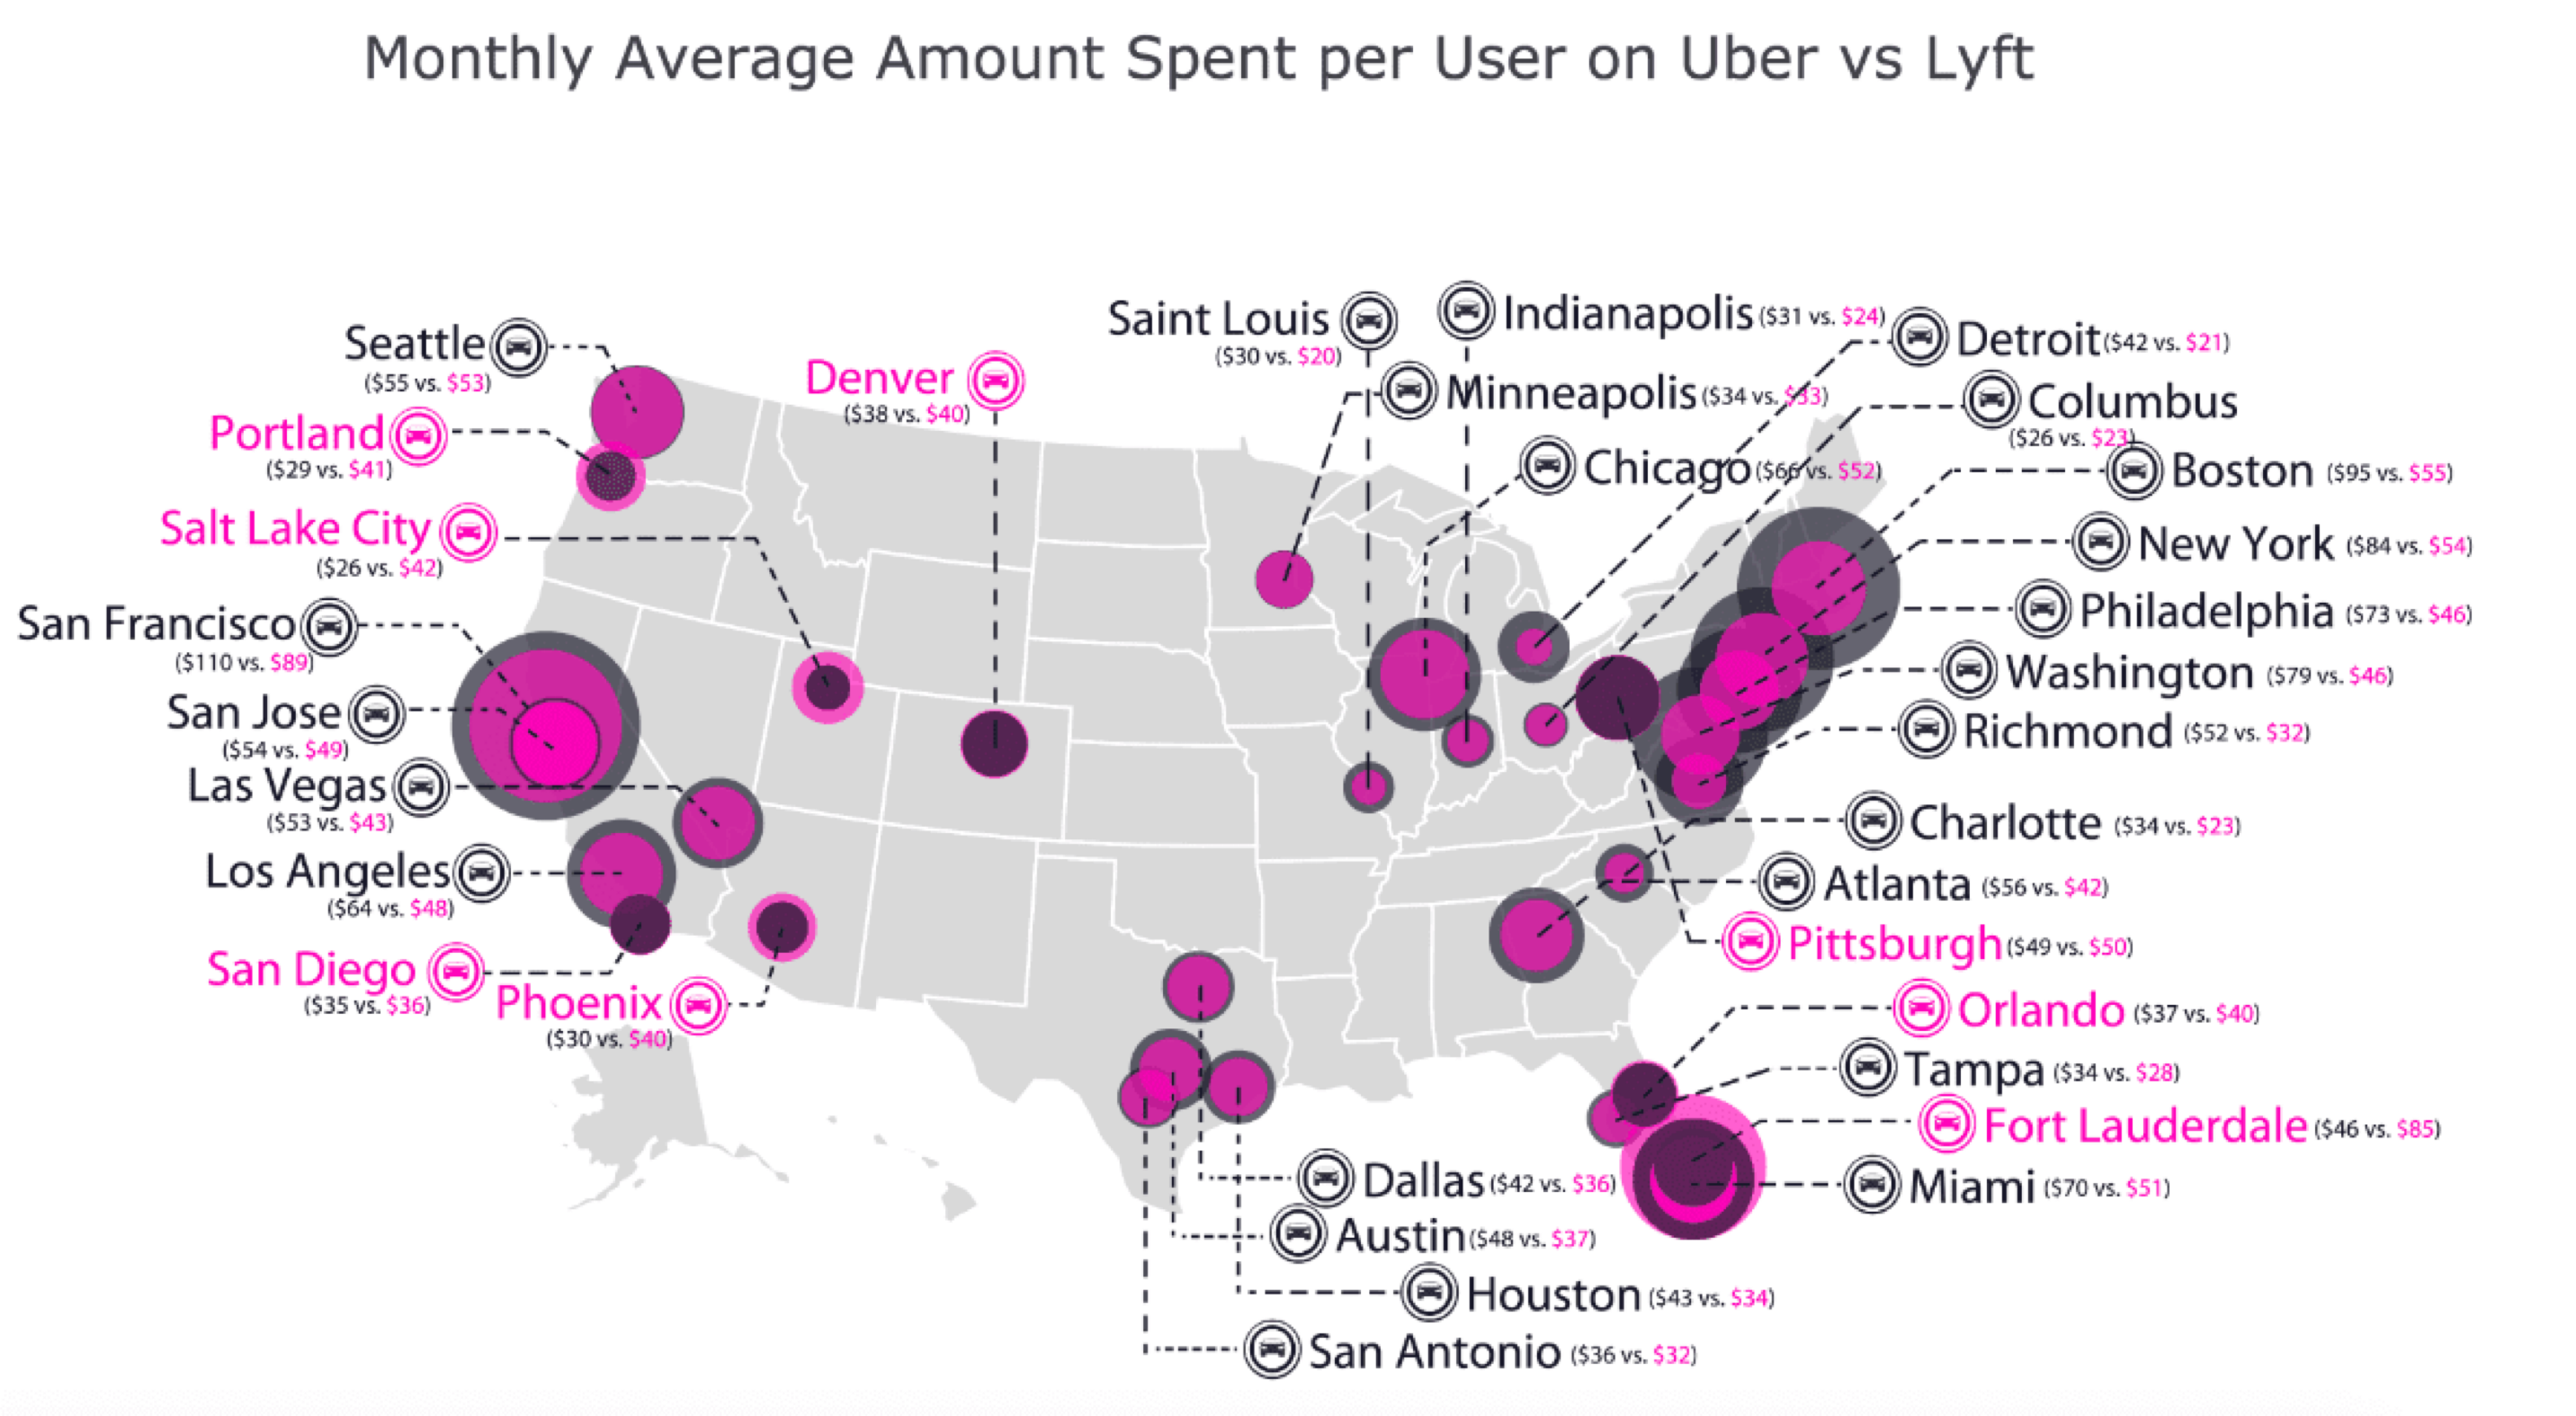 Monthly Average Amount Spent per User on Uber vs Lyft
Seattle
($55 vs. $53)
Portland
($29 vs. $41)
Salt Lake City
($26 vs. $42)
San Francisco
($110 vs. $89)
San Jose
($54 vs. $49)
Las Vegas
($53 vs. $43)
Los Angeles
($64 vs. $48)
San Diego
($35 vs. $36)
Phoenix
($30 vs. $40)
Denver
($38 vs. $40)
Saint Louis
($30 vs. $20)
Indianapolis ($31 vs. $24)
Minneapolis ($34 vs. $33)
Chicago ($66 vs. $52)
Detroit ($42 vs. $21)
Columbus
($26 vs. $23)
Boston ($95 vs. $55)
New York ($84 vs. $54)
Philadelphia ($73 vs. $46)
Washington ($79 vs. $46)
Richmond ($52 vs. $32)
Charlotte ($34 vs. $23)
Atlanta ($56 vs. $42)
Pittsburgh ($49 vs. $50)
Orlando ($37 vs. $40)
Tampa ($34 vs. $28)
Fort Lauderdale ($46 vs. $85)
Miami ($70 vs. $51)
Dallas ($42 vs. $36)
Austin ($48 vs. $37)
Houston ($43 vs. $34)
San Antonio ($36 vs. $32)